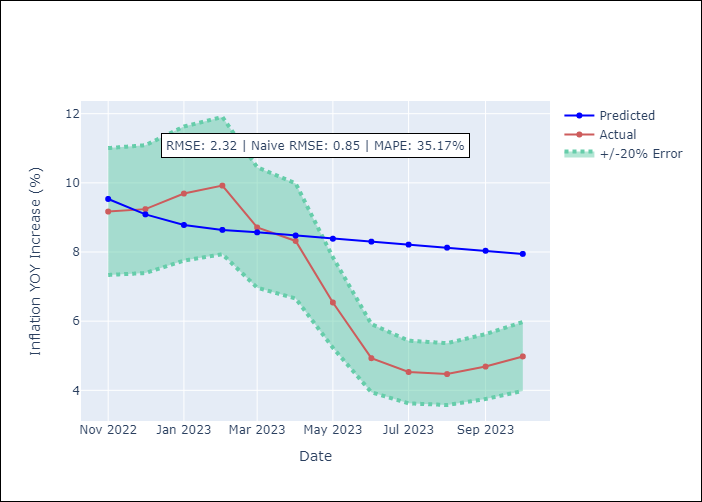 RMSE: 2.32 | Naive RMSE: 0.85 | MAPE: 35.17%
Predicted
Actual
+/-20% Error
Inflation YOY Increase (%)
12
10
8
6
4
Nov 2022 Jan 2023 Mar 2023 May 2023 Jul 2023 Sep 2023
Date